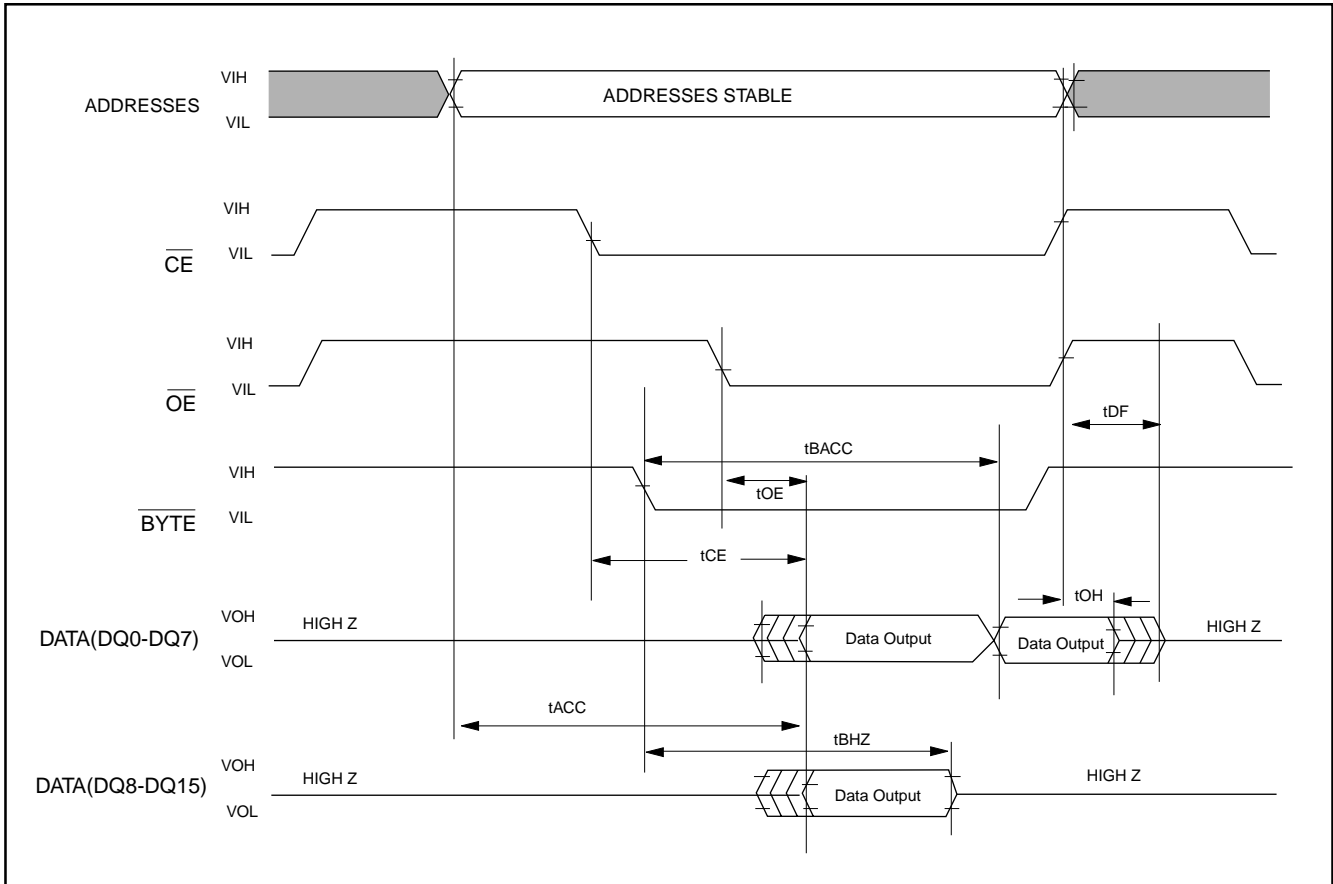 VIH
ADDRESSES
ADDRESSES STABLE
VIL
VIH
CE
VIL
VIH
OE
VIL
tDF
tBACC
VIH
tOE
BYTE
VIL
tCE
tOH
VOH
DATA(DQ0-DQ7)
HIGH Z
Data Output
Data Output
HIGH Z
VOL
tACC
tBHZ
VOH
DATA(DQ8-DQ15)
HIGH Z
Data Output
HIGH Z
VOL